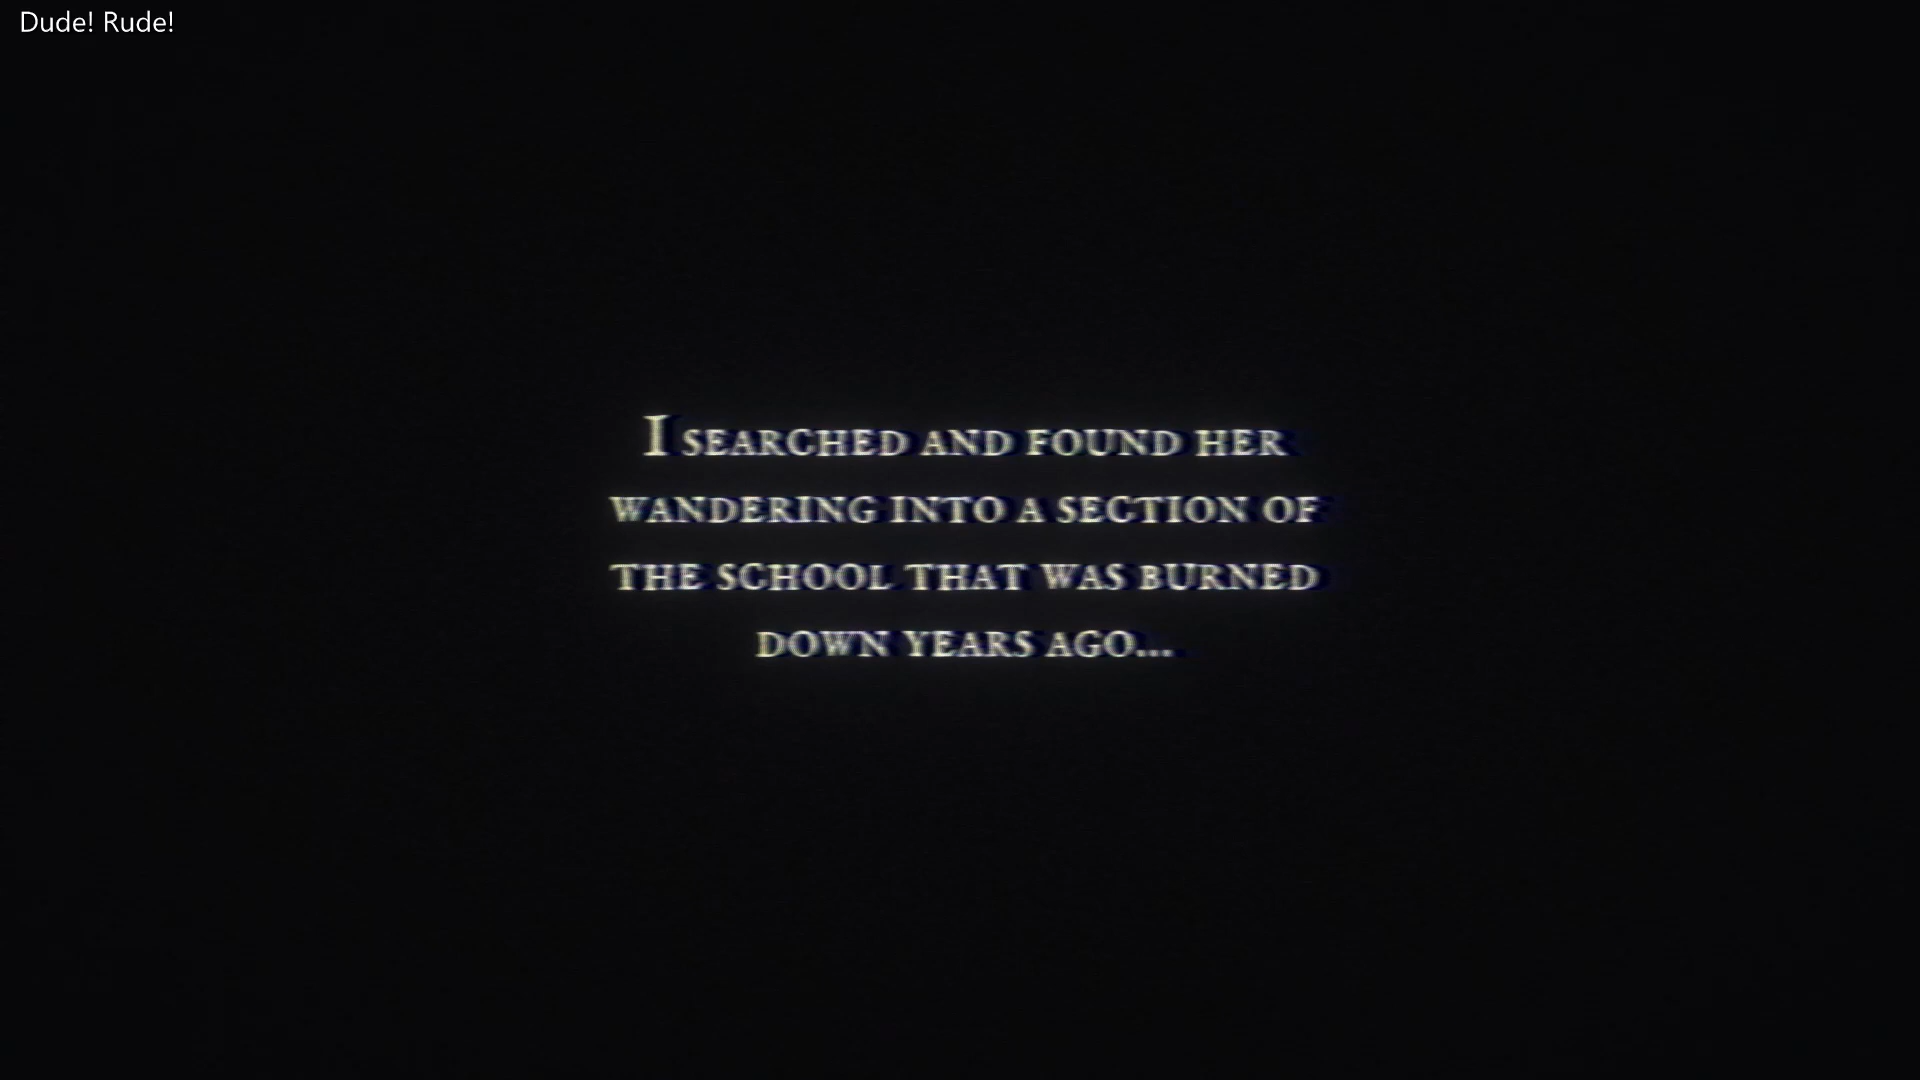 Dude! Rude!
I SEARCHED AND FOUND HER
WANDERING INTO A SECTION OF
THE SCHOOL THAT WAS BURNED
DOWN YEARS AGO...